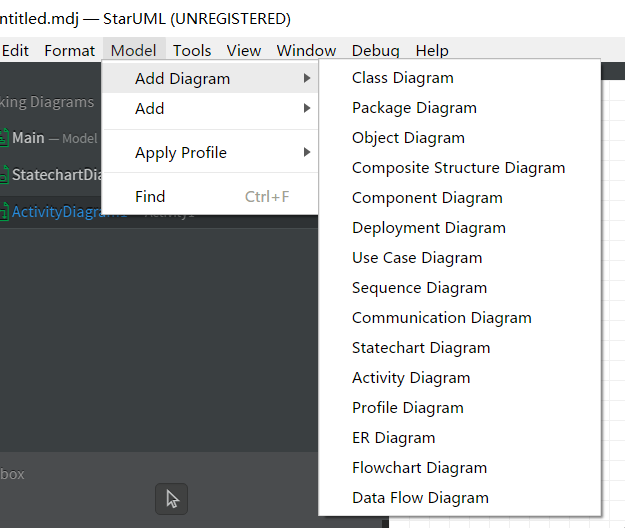 ntitled.mdj — StarUML (UNREGISTERED)
Edit Format Model Tools View Window Debug Help
Add Diagram
Add
Apply Profile
Find Ctrl+F
Class Diagram
Package Diagram
Object Diagram
Composite Structure Diagram
Component Diagram
Deployment Diagram
Use Case Diagram
Sequence Diagram
Communication Diagram
Statechart Diagram
Activity Diagram
Profile Diagram
ER Diagram
Flowchart Diagram
Data Flow Diagram
king Diagrams
Main — Model
StatechartDia
ActivityDiagram
box